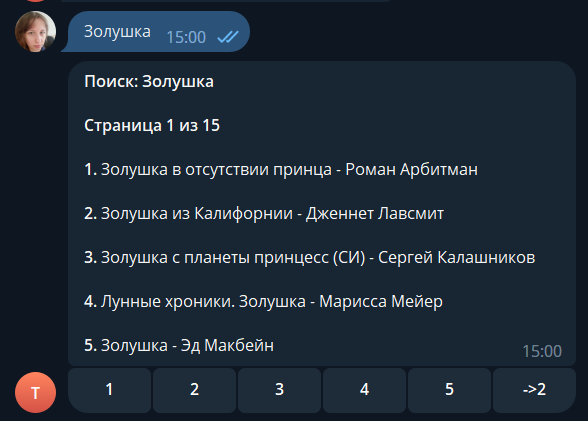 Золушка
15:00
Поиск: Золушка
Страница 1 из 15
1. Золушка в отсутствии принца - Роман Арбитман
2. Золушка из Калифорнии - Дженнет Лавсмит
3. Золушка с планеты принцесс (СИ) - Сергей Калашников
4. Лунные хроники. Золушка - Марисса Мейер
5. Золушка - Эд Макбейн
15:00
T
1 2 3 4 5 ->2